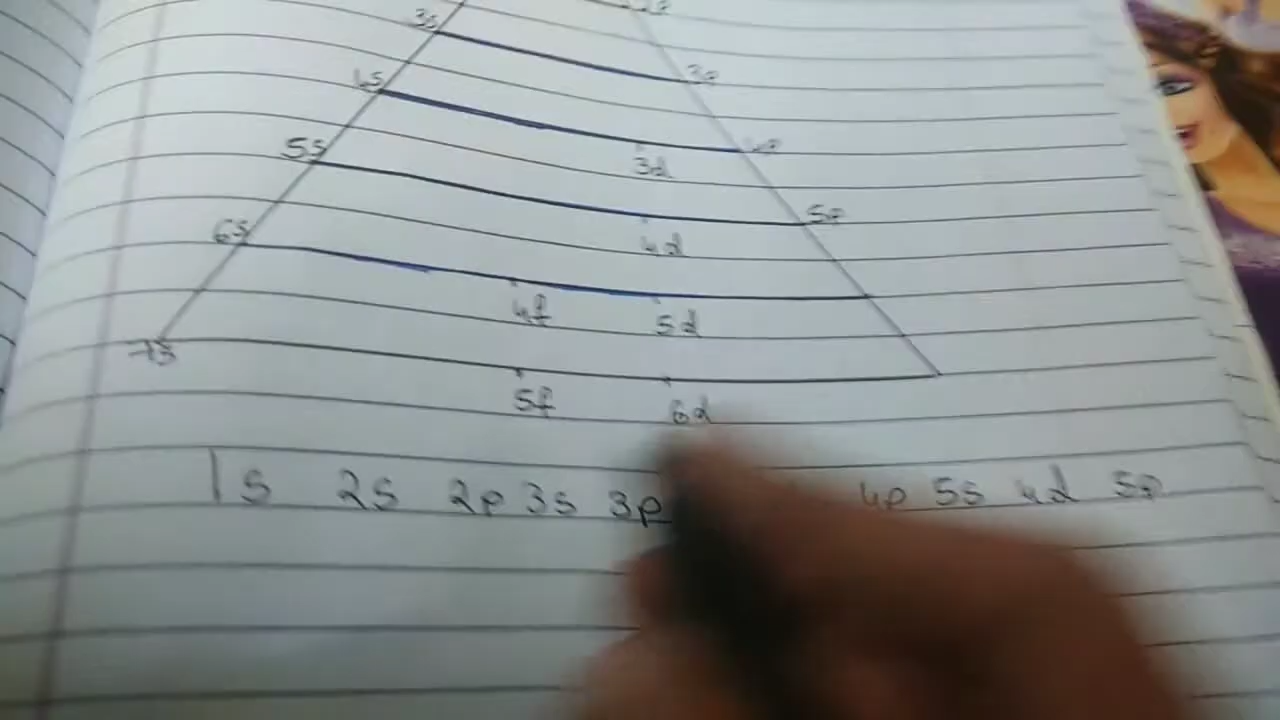 3s
3p
4s
4p
3d
5s
5p
4d
6s
4f 5d
7s
5f 6d
1s 2s 2p 3s 3p 4p 5s 4d 5p